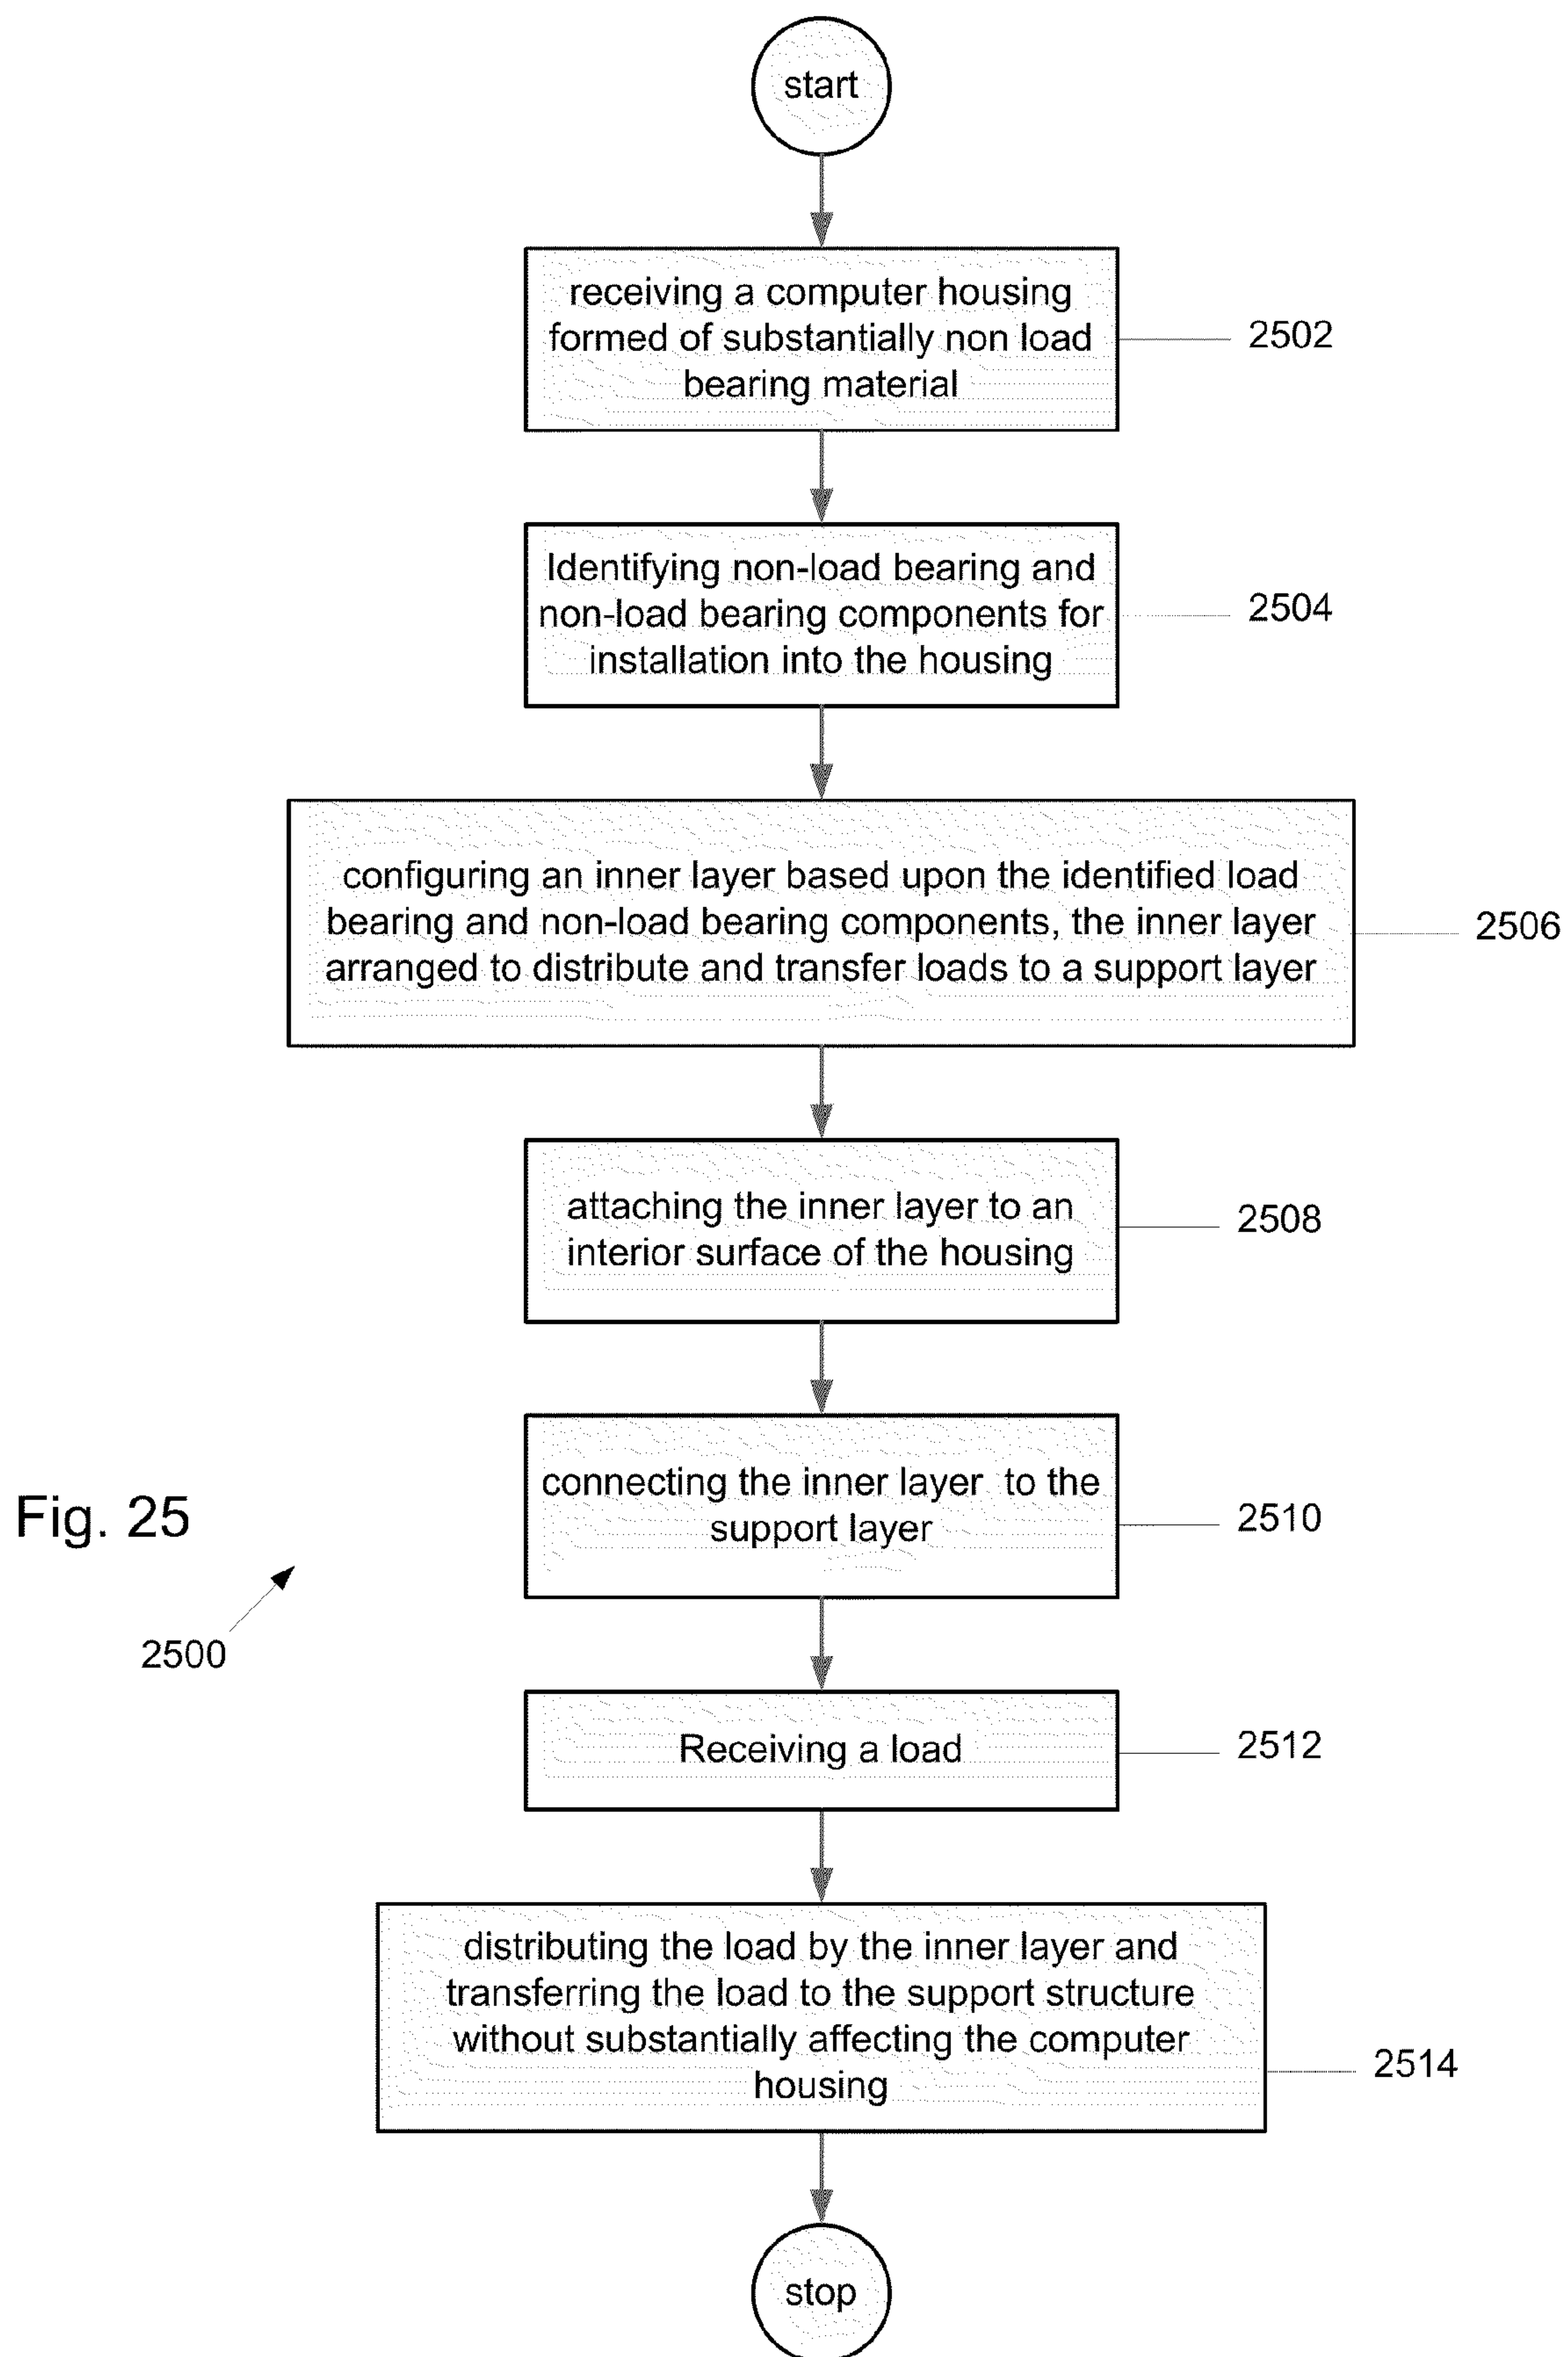 start
receiving a computer housing
formed of substantially non load
bearing material
2502
Identifying non-load bearing and
non-load bearing components for
installation into the housing
2504
configuring an inner layer based upon the identified load
bearing and non-load bearing components, the inner layer
arranged to distribute and transfer loads to a support layer
2506
attaching the inner layer to an
interior surface of the housing
2508
connecting the inner layer to the
support layer
2510
Fig. 25
2500
Receiving a load
2512
distributing the load by the inner layer and
transferring the load to the support structure
without substantially affecting the computer
housing
2514
stop